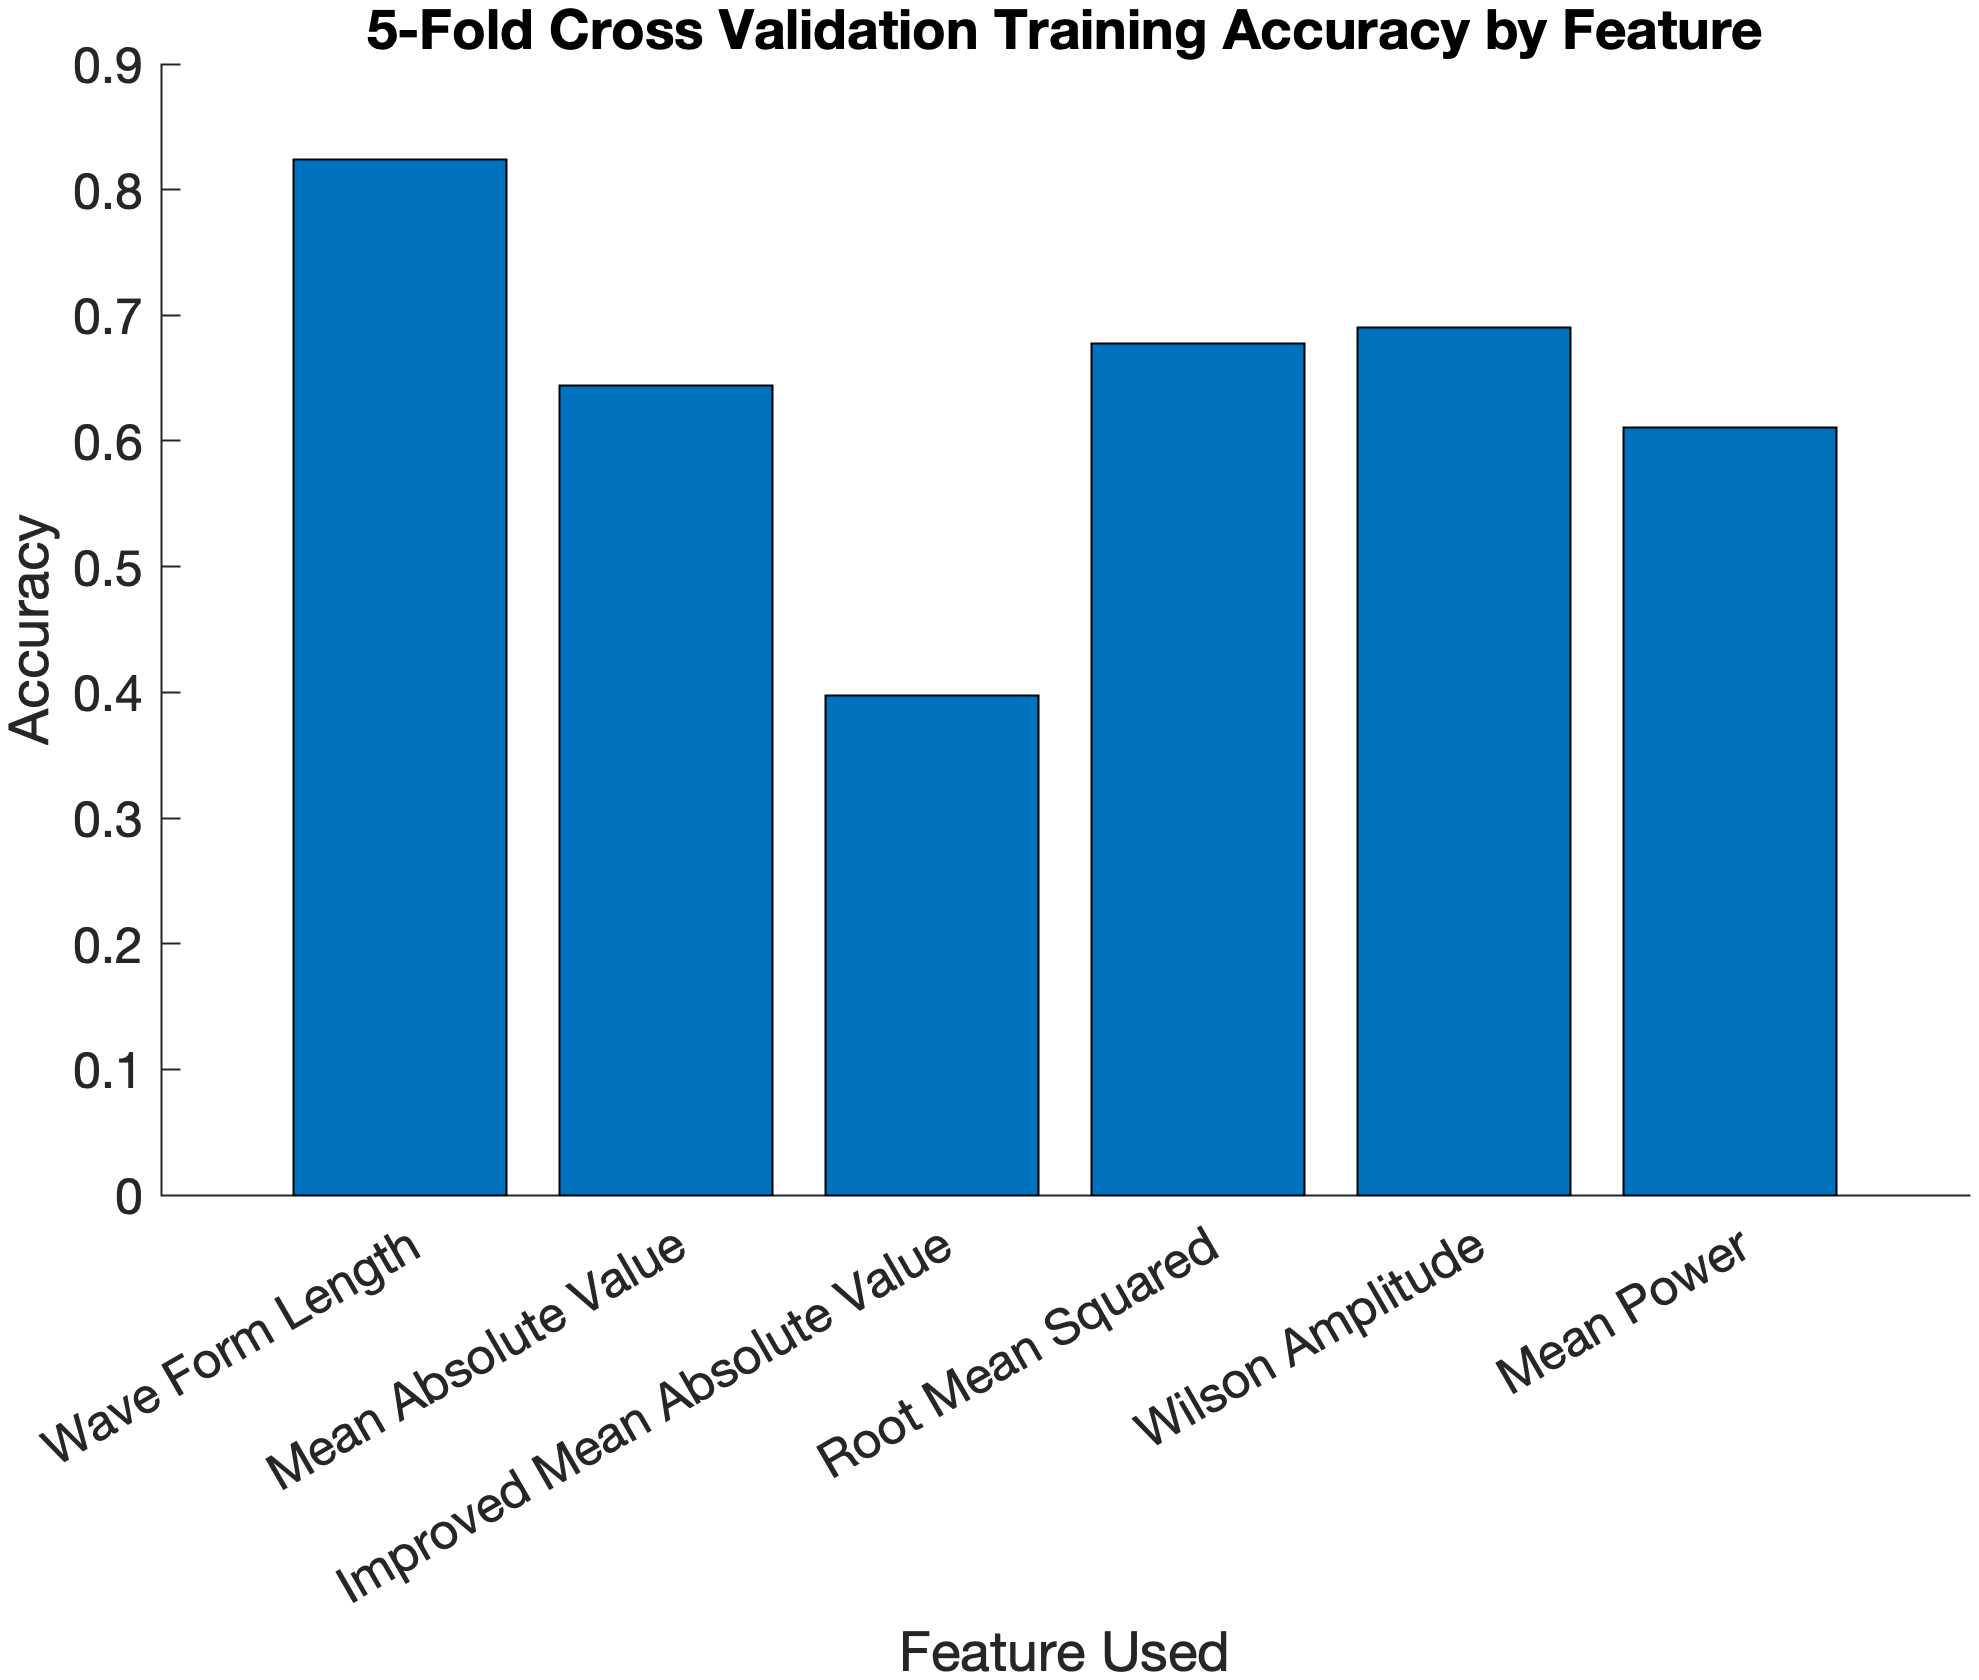 5-Fold Cross Validation Training Accuracy by Feature
0.9
0.8
0.7
0.6
0.5
0.4
0.3
0.2
0.1
0
Accuracy
Wave Form Length
Mean Absolute Value
Improved Mean Absolute Value
Root Mean Squared
Wilson Amplitude
Mean Power
Feature Used